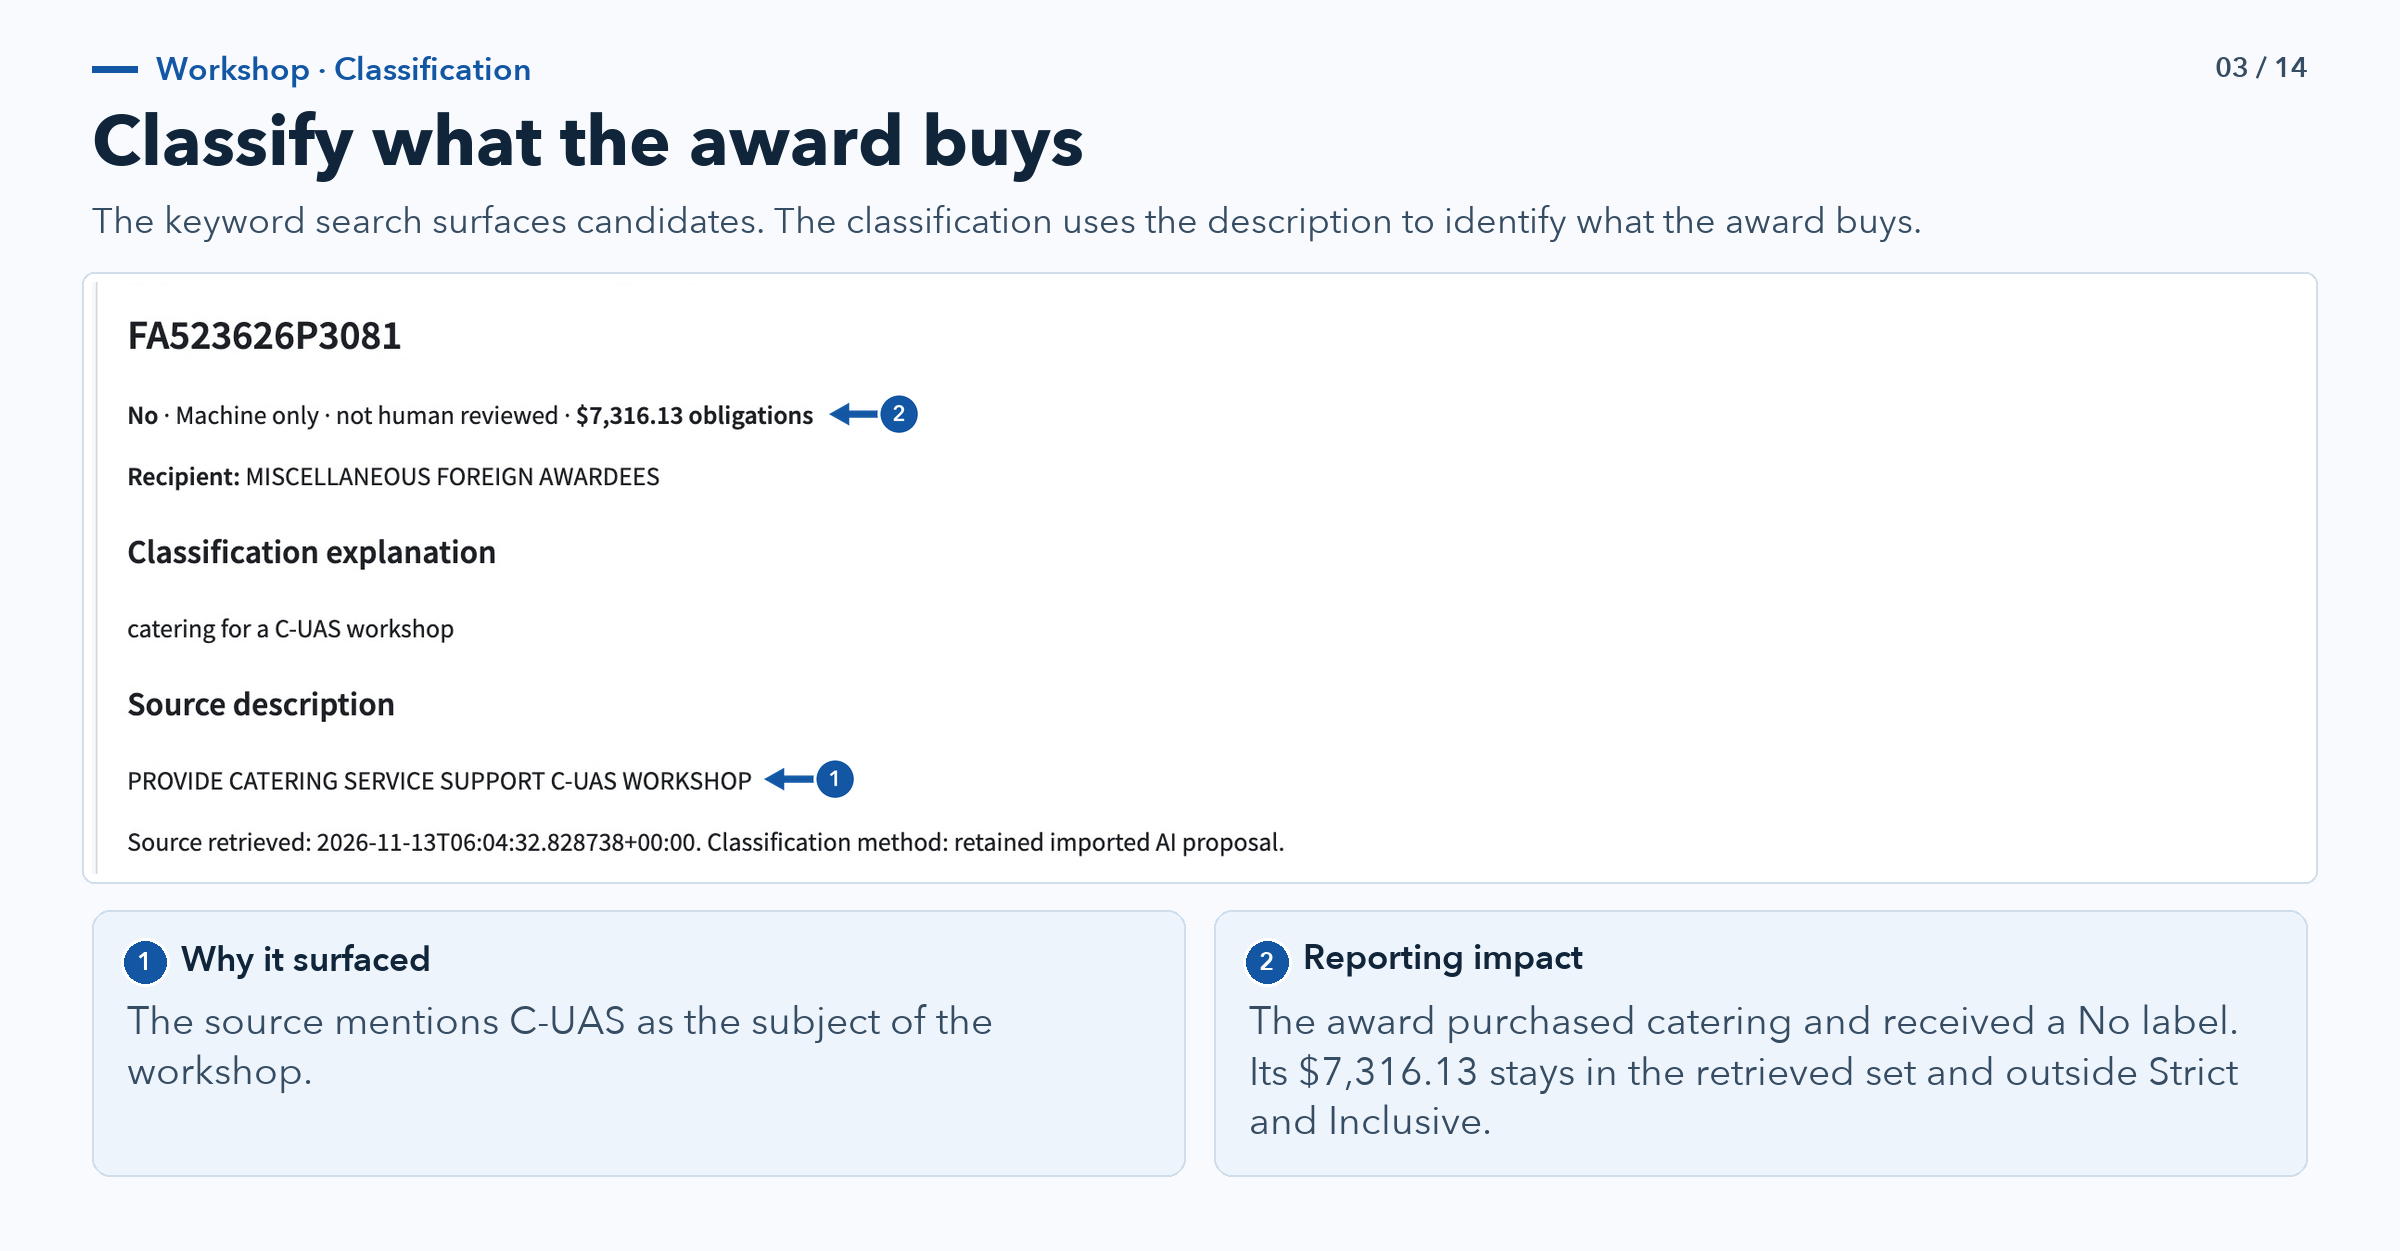 Workshop · Classification
03 / 14
Classify what the award buys
The keyword search surfaces candidates. The classification uses the description to identify what the award buys.
FA523626P3081
No · Machine only · not human reviewed · $7,316.13 obligations
2
Recipient: MISCELLANEOUS FOREIGN AWARDEES
Classification explanation
catering for a C-UAS workshop
Source description
PROVIDE CATERING SERVICE SUPPORT C-UAS WORKSHOP
1
Source retrieved: 2026-11-13T06:04:32.828738+00:00. Classification method: retained imported AI proposal.
1 Why it surfaced
The source mentions C-UAS as the subject of the
workshop.
2 Reporting impact
The award purchased catering and received a No label.
Its $7,316.13 stays in the retrieved set and outside Strict
and Inclusive.